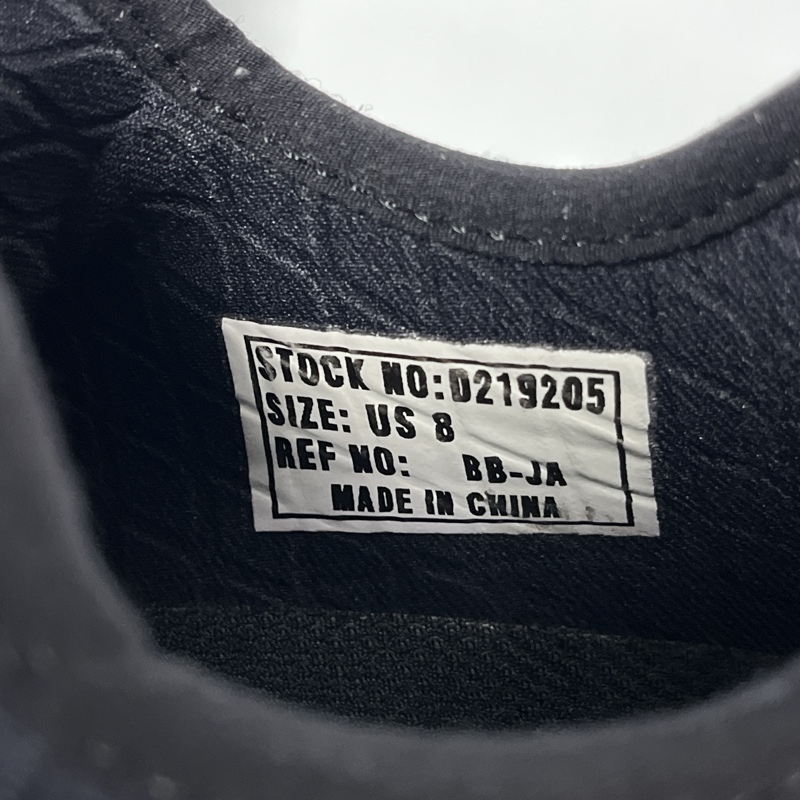 STOCK NO:D219205
SIZE: US 8
REF NO: BB-JA
MADE IN CHINA